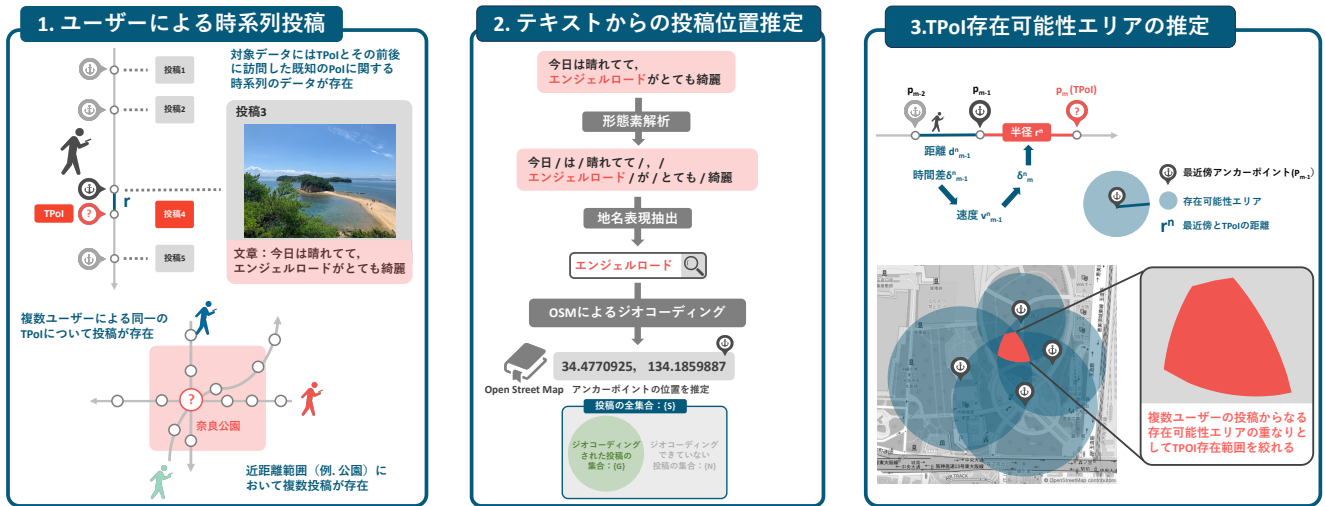 1. ユーザーによる時系列投稿
対象データにはTPoIとその前後
に訪問した既知のPoIに関する
時系列のデータが存在
投稿1
投稿2
投稿3
r
TPoI
?
投稿4
投稿5
文章：今日は晴れてて,
エンジェルロードがとても綺麗
複数ユーザーによる同一の
TPoIについて投稿が存在
?
奈良公園
近距離範囲（例. 公園）に
おいて複数投稿が存在
2. テキストからの投稿位置推定
今日は晴れてて,
エンジェルロードがとても綺麗
形態素解析
今日 / は / 晴れてて / , /
エンジェルロード / が / とても / 綺麗
地名表現抽出
エンジェルロード
OSMによるジオコーディング
34.4770925, 134.1859887
Open Street Map アンカーポイントの位置を推定
投稿の全集合：(S)
ジオコーディング
された投稿の
集合：(G)
ジオコーディング
できていない
投稿の集合：(N)
3.TPoI存在可能性エリアの推定
Pm-2
Pm-1
Pm (TPoI)
?
半径 rⁿ
距離 dⁿm-1
時間差δⁿm-1
δⁿm
速度 vⁿm-1
最近傍アンカーポイント(Pm-1)
存在可能性エリア
rⁿ 最近傍とTPoIの距離
複数ユーザーの投稿からなる
存在可能性エリアの重なりと
してTPOI存在範囲を絞れる
阪神高速13号東大阪線
TRACK
© OpenStreetMap contributors